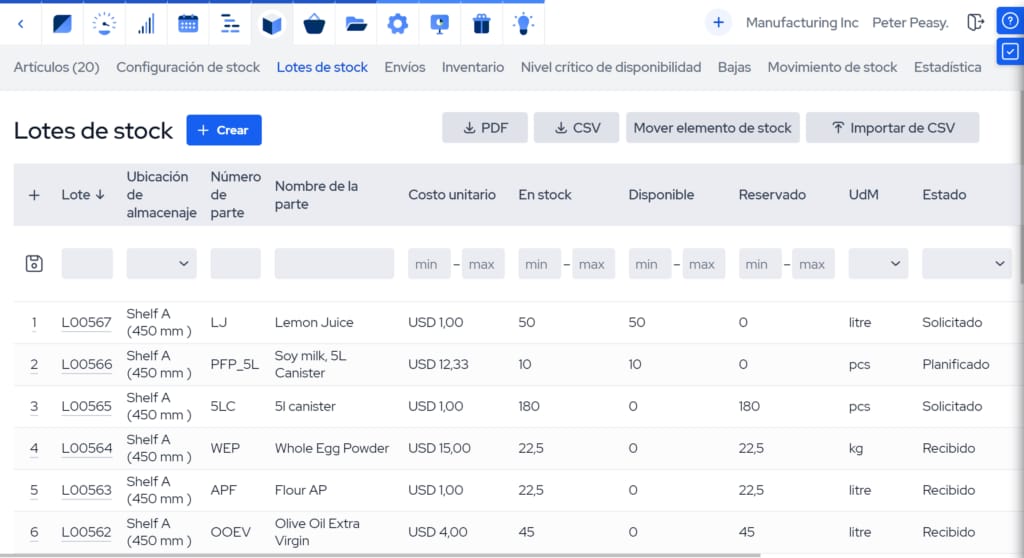 Manufacturing Inc Peter Peasy.
Artículos (20) Configuración de stock Lotes de stock Envíos Inventario Nivel crítico de disponibilidad Bajas Movimiento de stock Estadística
Lotes de stock + Crear PDF CSV Mover elemento de stock Importar de CSV
+ Lote ↓ Ubicación de almacenaje Número de parte Nombre de la parte Costo unitario En stock Disponible Reservado UdM Estado
min – max min – max min – max min – max
1 L00567 Shelf A (450 mm ) LJ Lemon Juice USD 1,00 50 50 0 litre Solicitado
2 L00566 Shelf A (450 mm ) PFP_5L Soy milk, 5L Canister USD 12,33 10 10 0 pcs Planificado
3 L00565 Shelf A (450 mm ) 5LC 5l canister USD 1,00 180 0 180 pcs Solicitado
4 L00564 Shelf A (450 mm ) WEP Whole Egg Powder USD 15,00 22,5 0 22,5 kg Recibido
5 L00563 Shelf A (450 mm ) APF Flour AP USD 1,00 22,5 0 22,5 litre Recibido
6 L00562 Shelf A (450 mm ) OOEV Olive Oil Extra Virgin USD 4,00 45 0 45 litre Recibido